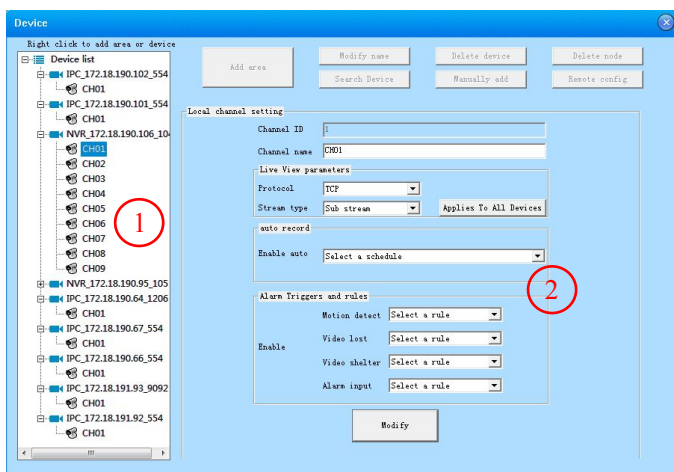 Device
Right click to add area or device
Device list
IPC_172.18.190.102_554
CH01
IPC_172.18.190.101_554
CH01
NVR_172.18.190.106_10
CH01
CH02
CH03
CH04
CH05
CH06
CH07
CH08
CH09
NVR_172.18.190.95_105
IPC_172.18.190.64_1206
CH01
IPC_172.18.190.67_554
CH01
IPC_172.18.190.66_554
CH01
IPC_172.18.191.93_9092
CH01
IPC_172.18.191.92_554
CH01
1
Add area
Modify name
Delete device
Delete node
Search Device
Manually add
Remote config
Local channel setting
Channel ID 1
Channel name CH01
Live View parameters
Protocol TCP
Stream type Sub stream Applies To All Devices
auto record
Enable auto Select a schedule
2
Alarm Triggers and rules
Motion detect Select a rule
Video lost Select a rule
Enable
Video shelter Select a rule
Alarm input Select a rule
Modify